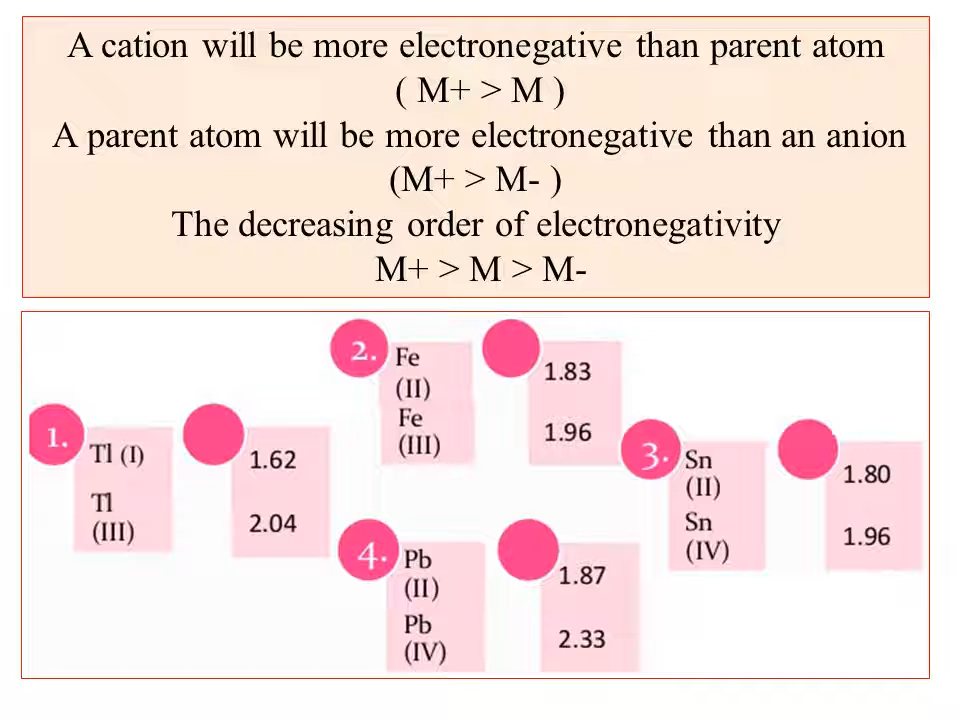 A cation will be more electronegative than parent atom
( M+ > M )
A parent atom will be more electronegative than an anion
(M+ > M- )
The decreasing order of electronegativity
M+ > M > M-
1.
Tl (I)
Tl
(III)
1.62
2.04
2.
Fe
(II)
Fe
(III)
1.83
1.96
3.
Sn
(II)
Sn
(IV)
1.80
1.96
4.
Pb
(II)
Pb
(IV)
1.87
2.33